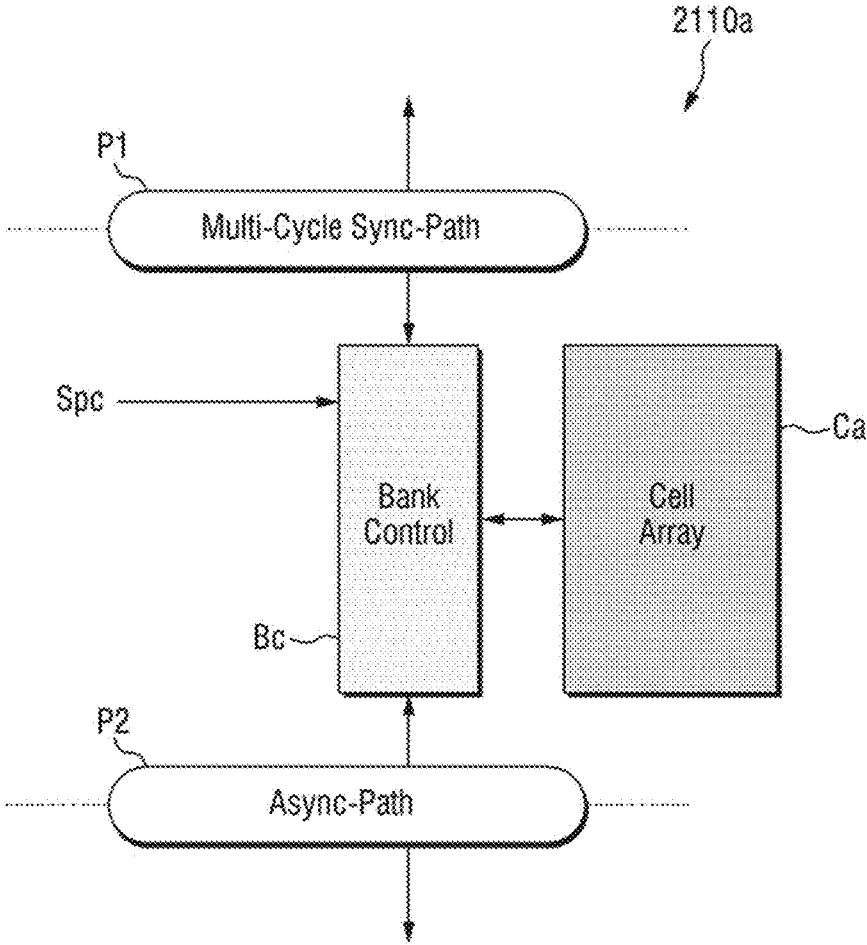 2110a
P1
Multi-Cycle Sync-Path
Spc
Ca
Bank
Control
Cell
Array
Bc
P2
Async-Path